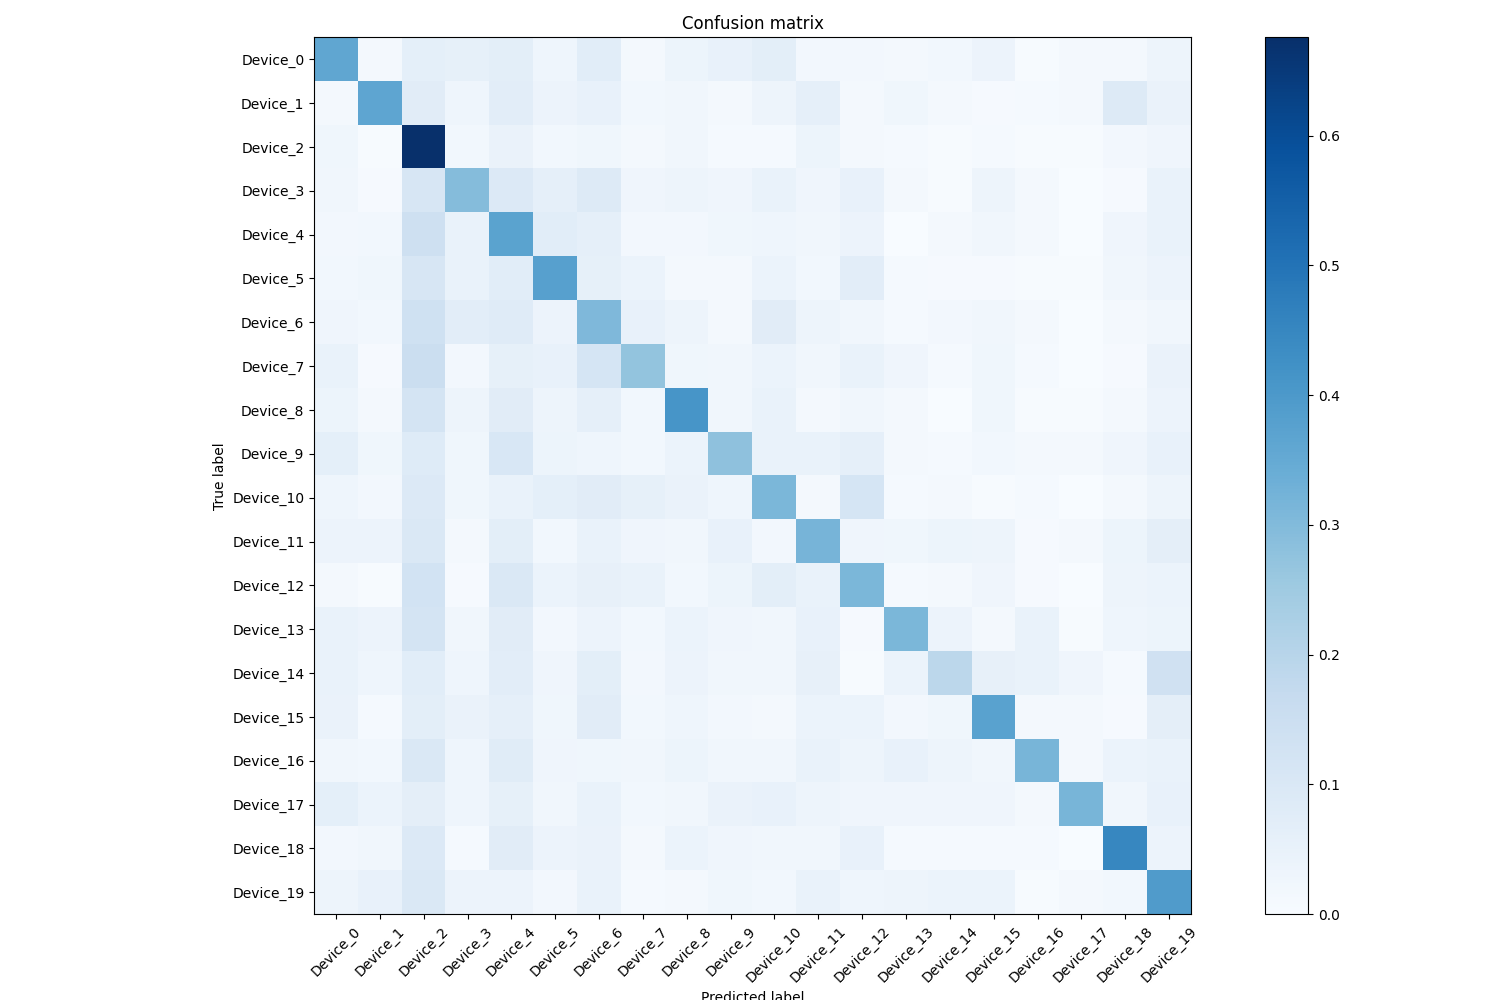 Confusion matrix
True label
Device_0
Device_1
Device_2
Device_3
Device_4
Device_5
Device_6
Device_7
Device_8
Device_9
Device_10
Device_11
Device_12
Device_13
Device_14
Device_15
Device_16
Device_17
Device_18
Device_19
Device_0
Device_1
Device_2
Device_3
Device_4
Device_5
Device_6
Device_7
Device_8
Device_9
Device_10
Device_11
Device_12
Device_13
Device_14
Device_15
Device_16
Device_17
Device_18
Device_19
Predicted label
0.6
0.5
0.4
0.3
0.2
0.1
0.0